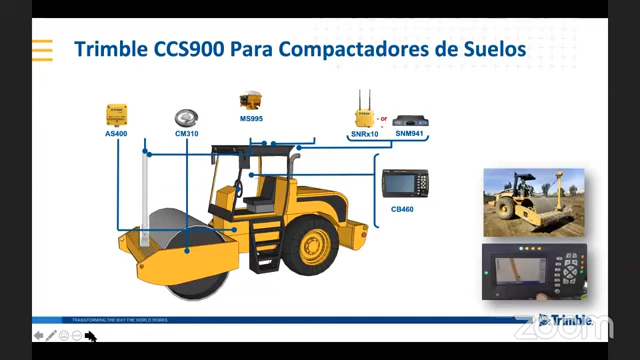 Trimble CCS900 Para Compactadores de Suelos
MS995
AS400
CM310
SNRx10
- or
-
SNM941
CB460
TRANSFORMING THE WAY THE WORLD WORKS
Trimble
zoom